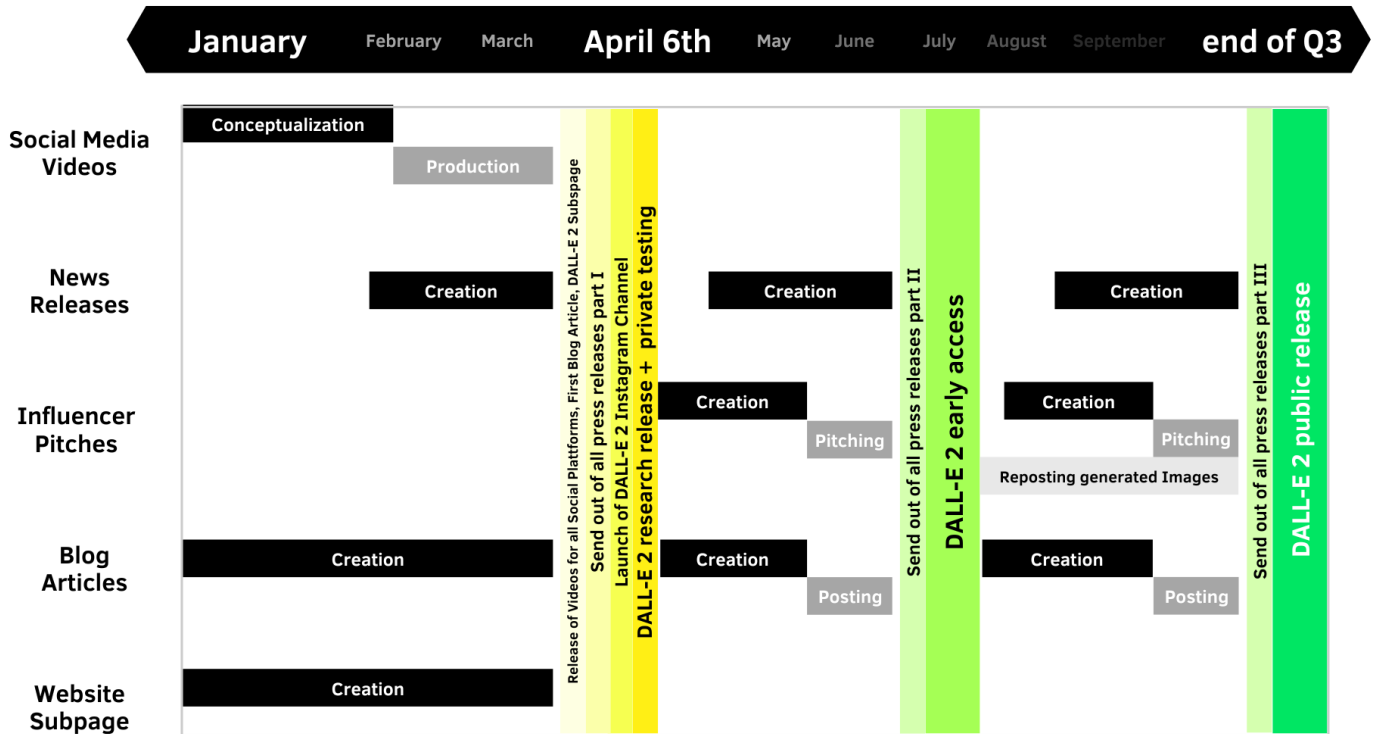 January
February
March
April 6th
May
June
July
August
September
end of Q3
Social Media
Videos
Conceptualization
Production
News
Releases
Creation
Creation
Creation
Influencer
Pitches
Creation
Pitching
Creation
Pitching
Reposting generated Images
Blog
Articles
Creation
Creation
Posting
Creation
Posting
Website
Subpage
Creation
Release of Videos for all Social Plattforms, First Blog Article, DALL-E 2 Subspage
Send out of all press releases part I
Launch of DALL-E 2 Instagram Channel
DALL-E 2 research release + private testing
Send out of all press releases part II
DALL-E 2 early access
Send out of all press releases part III
DALL-E 2 public release